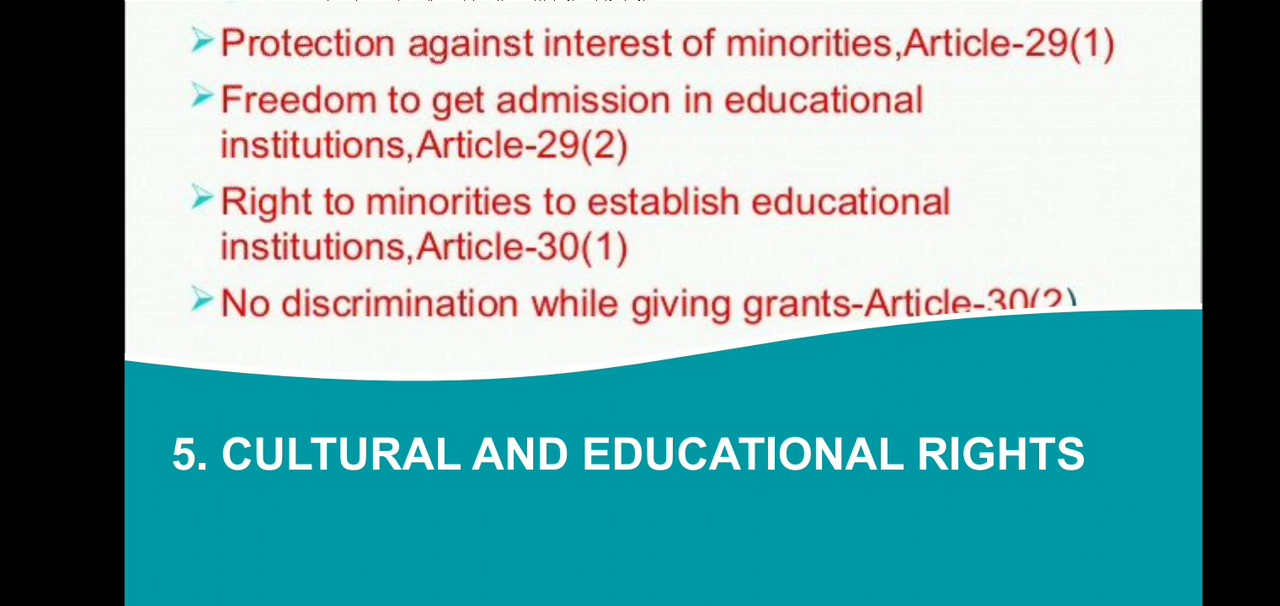 Protection against interest of minorities,Article-29(1)
Freedom to get admission in educational
institutions,Article-29(2)
Right to minorities to establish educational
institutions,Article-30(1)
No discrimination while giving grants-Article-30(2)
5. CULTURAL AND EDUCATIONAL RIGHTS